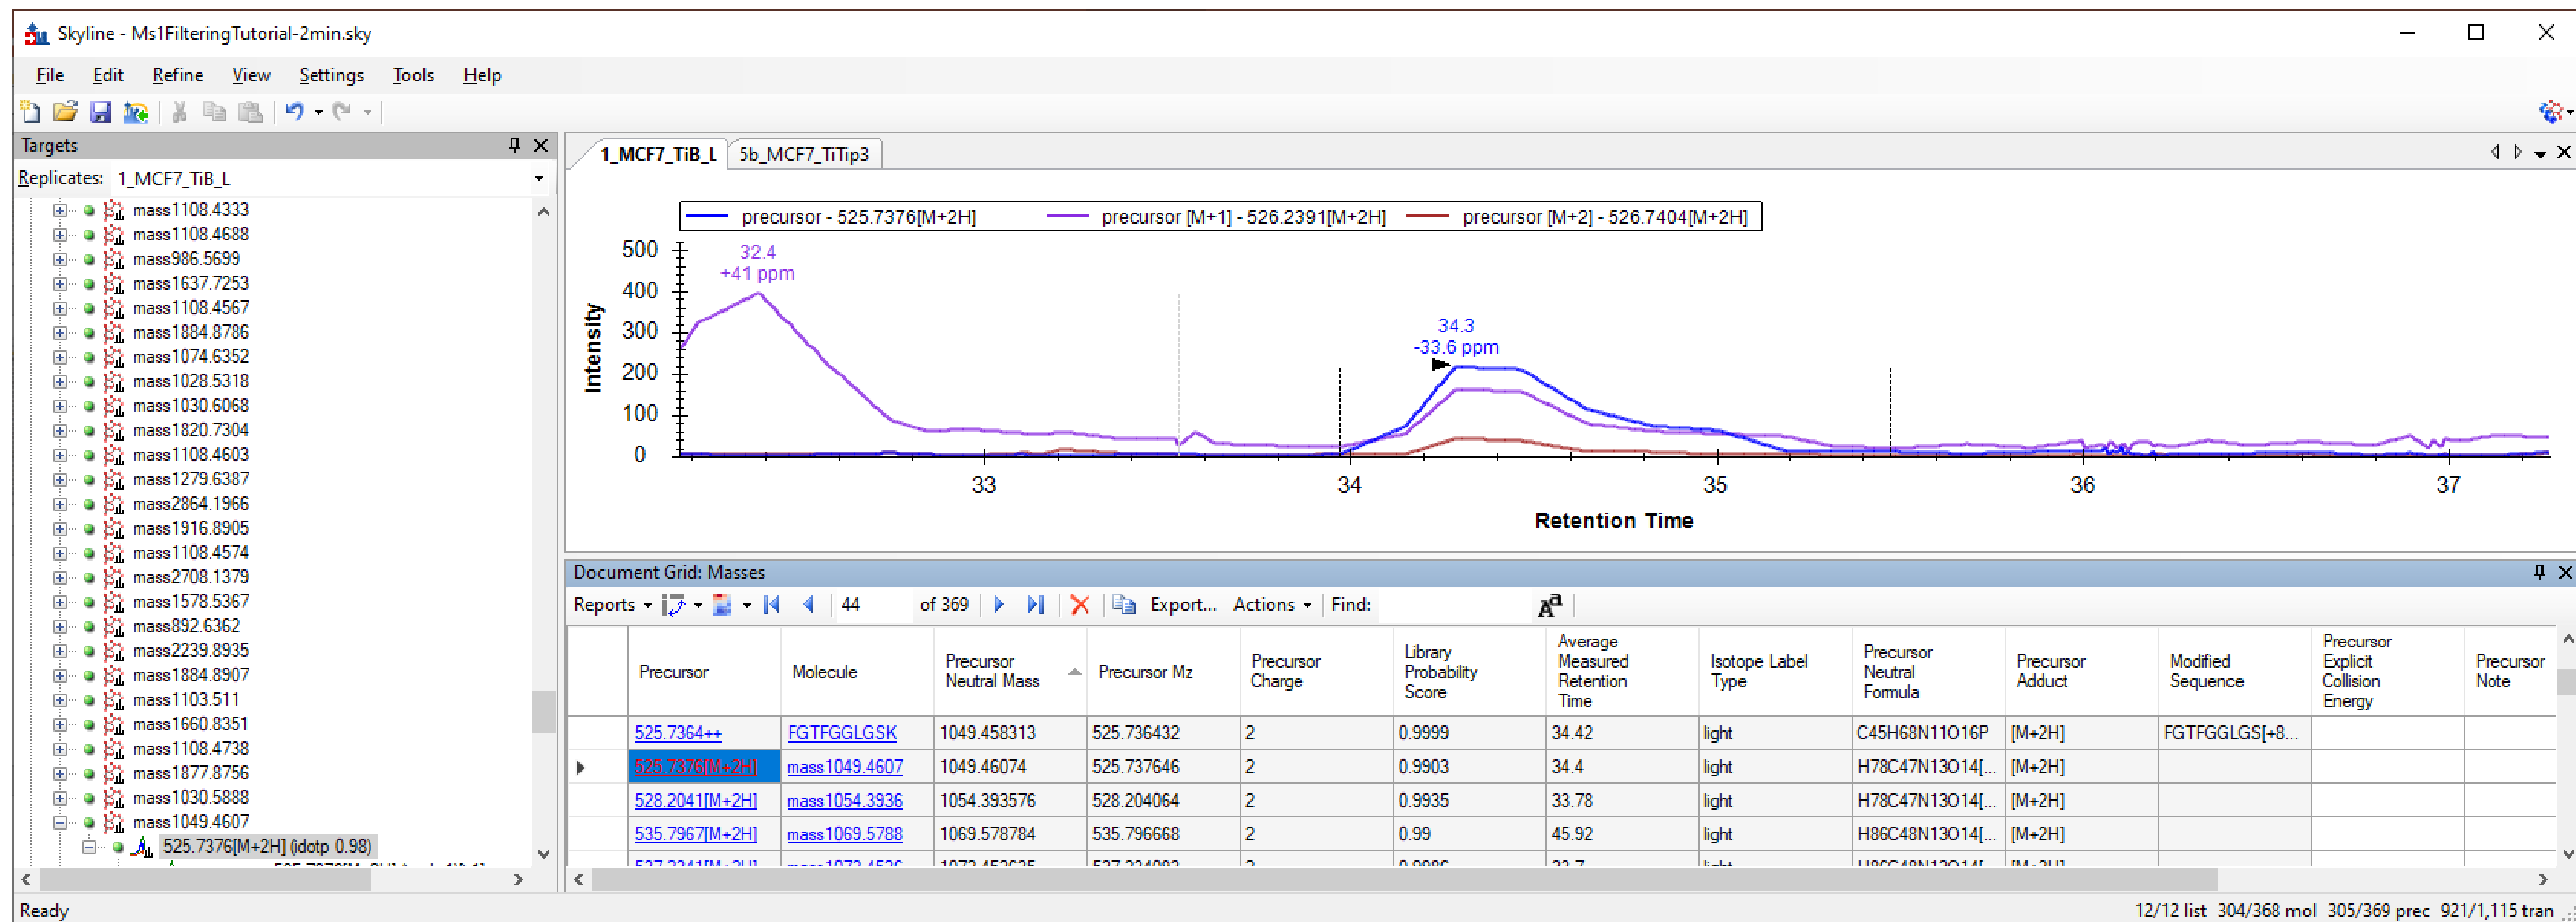 Skyline - Ms1FilteringTutorial-2min.sky
File Edit Refine View Settings Tools Help
Targets
Replicates: 1_MCF7_TiB_L
mass1108.4333
mass1108.4688
mass986.5699
mass1637.7253
mass1108.4567
mass1884.8786
mass1074.6352
mass1028.5318
mass1030.6068
mass1820.7304
mass1108.4603
mass1279.6387
mass2864.1966
mass1916.8905
mass1108.4574
mass2708.1379
mass1578.5367
mass892.6362
mass2239.8935
mass1884.8907
mass1103.511
mass1660.8351
mass1108.4738
mass1877.8756
mass1030.5888
mass1049.4607
525.7376[M+2H] (idotp 0.98)
1_MCF7_TiB_L 5b_MCF7_TiTip3
precursor - 525.7376[M+2H] precursor [M+1] - 526.2391[M+2H] precursor [M+2] - 526.7404[M+2H]
Intensity
500
400
300
200
100
0
32.4
+41 ppm
34.3
-33.6 ppm
33 34 35 36 37
Retention Time
Document Grid: Masses
Reports 44 of 369 Export... Actions Find: Aa
Precursor Molecule Precursor Neutral Mass Precursor Mz Precursor Charge Library Probability Score Average Measured Retention Time Isotope Label Type Precursor Neutral Formula Precursor Adduct Modified Sequence Precursor Explicit Collision Energy Precursor Note
525.7364++ FGTFGGLGSK 1049.458313 525.736432 2 0.9999 34.42 light C45H68N11O16P [M+2H] FGTFGGLGS[+8...
525.7376[M+2H] mass1049.4607 1049.46074 525.737646 2 0.9903 34.4 light H78C47N13O14[... [M+2H]
528.2041[M+2H] mass1054.3936 1054.393576 528.204064 2 0.9935 33.78 light H78C47N13O14[... [M+2H]
535.7967[M+2H] mass1069.5788 1069.578784 535.796668 2 0.99 45.92 light H86C48N13O14[... [M+2H]
Ready
12/12 list 304/368 mol 305/369 prec 921/1,115 tran